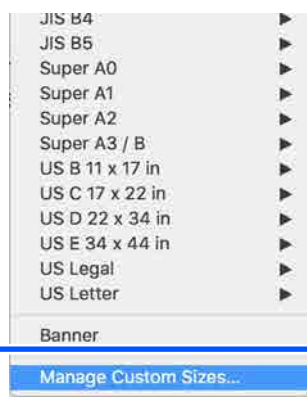 JIS B4
JIS B5
Super A0
Super A1
Super A2
Super A3 / B
US B 11 x 17 in
US C 17 x 22 in
US D 22 x 34 in
US E 34 x 44 in
US Legal
US Letter
Banner
Manage Custom Sizes...